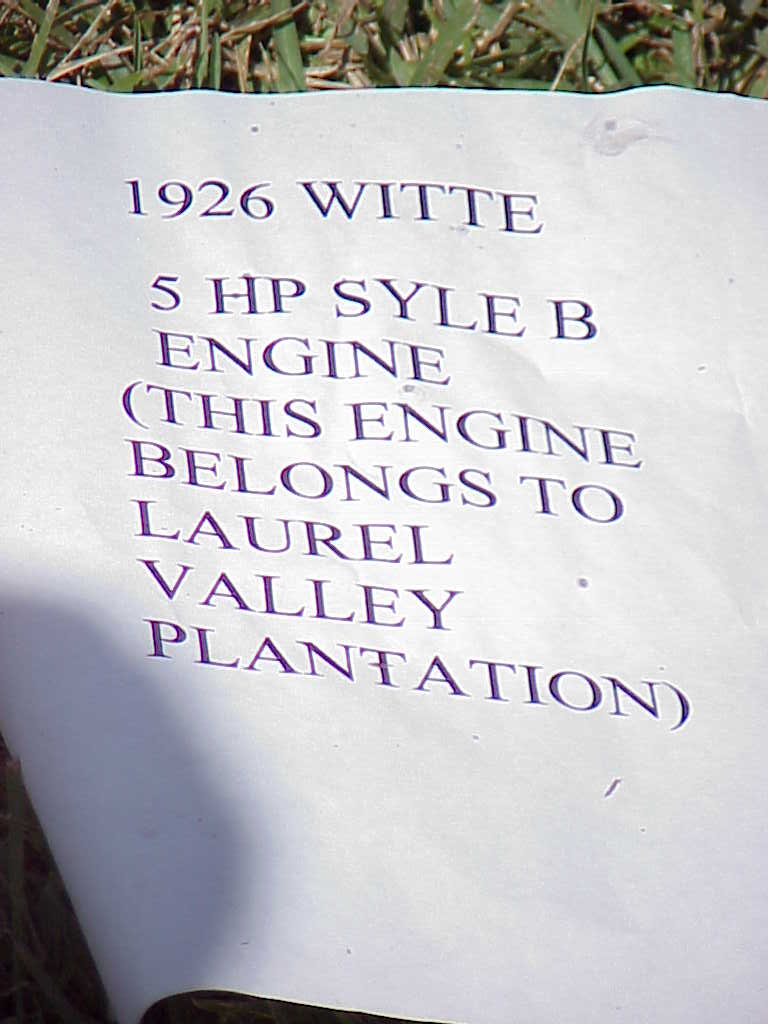 1926 WITTE
5 HP SYLE B
ENGINE
(THIS ENGINE
BELONGS TO
LAUREL
VALLEY
PLANTATION)